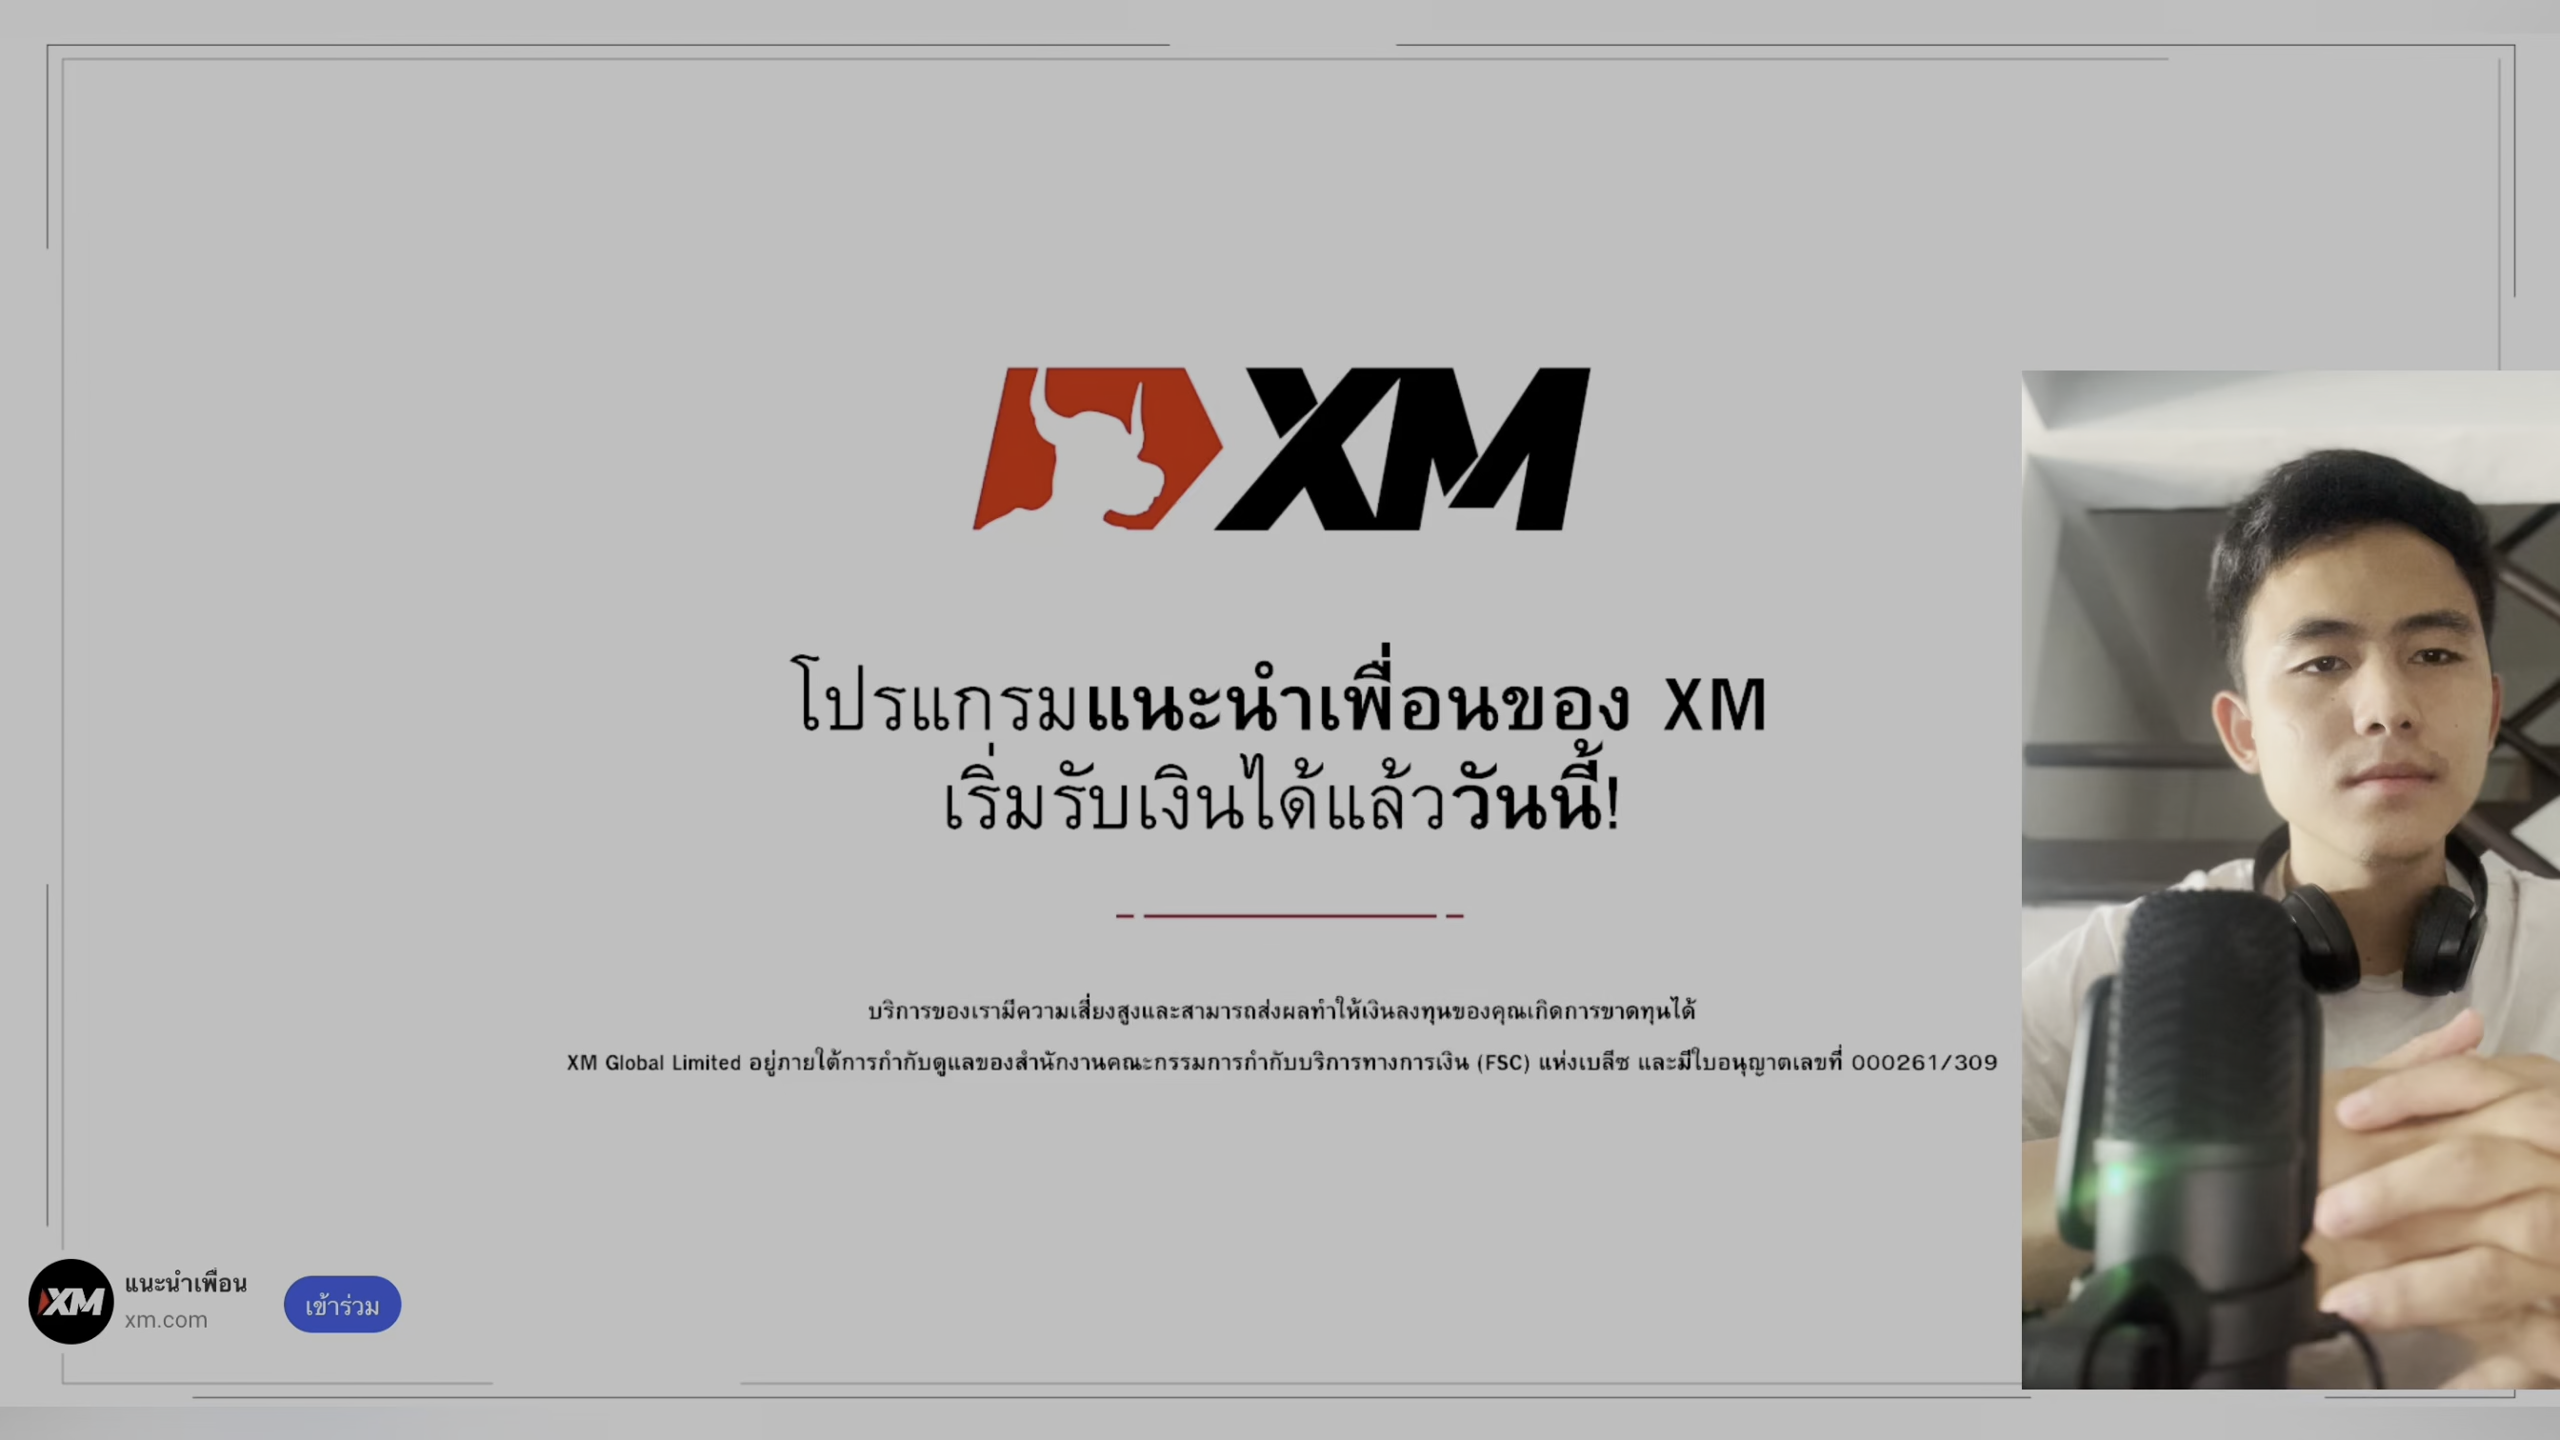 XM
โปรแกรมแนะนำเพื่อนของ XM
เริ่มรับเงินได้แล้ววันนี้!
บริการของเรามีความเสี่ยงสูงและสามารถส่งผลทำให้เงินลงทุนของคุณเกิดการขาดทุนได้
XM Global Limited อยู่ภายใต้การกำกับดูแลของสำนักงานคณะกรรมการกำกับบริการทางการเงิน (FSC) แห่งเบลีซ และมีใบอนุญาตเลขที่ 000261/309
XM
แนะนำเพื่อน
xm.com
เข้าร่วม